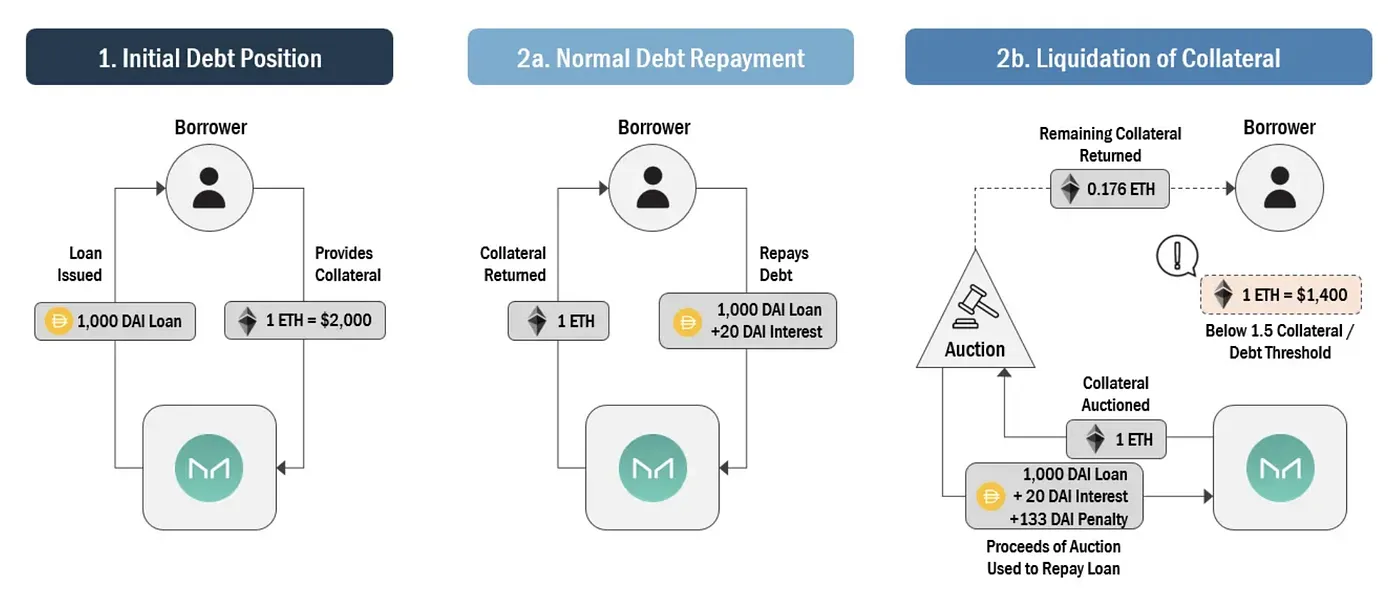 1. Initial Debt Position
Borrower
Loan
Issued
Provides
Collateral
1,000 DAI Loan
1 ETH = $2,000
2a. Normal Debt Repayment
Borrower
Collateral
Returned
Repays
Debt
1 ETH
1,000 DAI Loan
+20 DAI Interest
2b. Liquidation of Collateral
Remaining Collateral
Returned
Borrower
0.176 ETH
!
1 ETH = $1,400
Below 1.5 Collateral /
Debt Threshold
Auction
Collateral
Auctioned
1 ETH
1,000 DAI Loan
+ 20 DAI Interest
+133 DAI Penalty
Proceeds of Auction
Used to Repay Loan